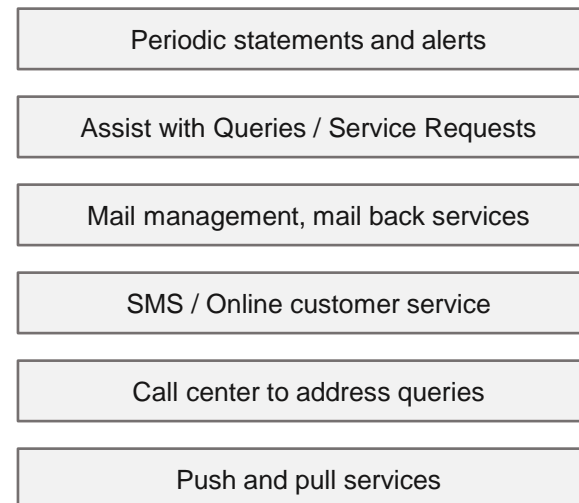 Periodic statements and alerts
Assist with Queries / Service Requests
Mail management, mail back services
SMS / Online customer service
Call center to address queries
Push and pull services